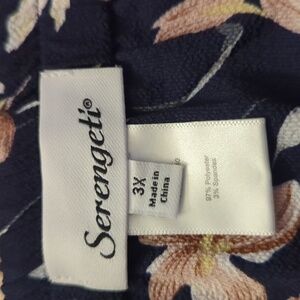 Serengeti®
3X
Made in
China
97% Polyester
3% Spandex